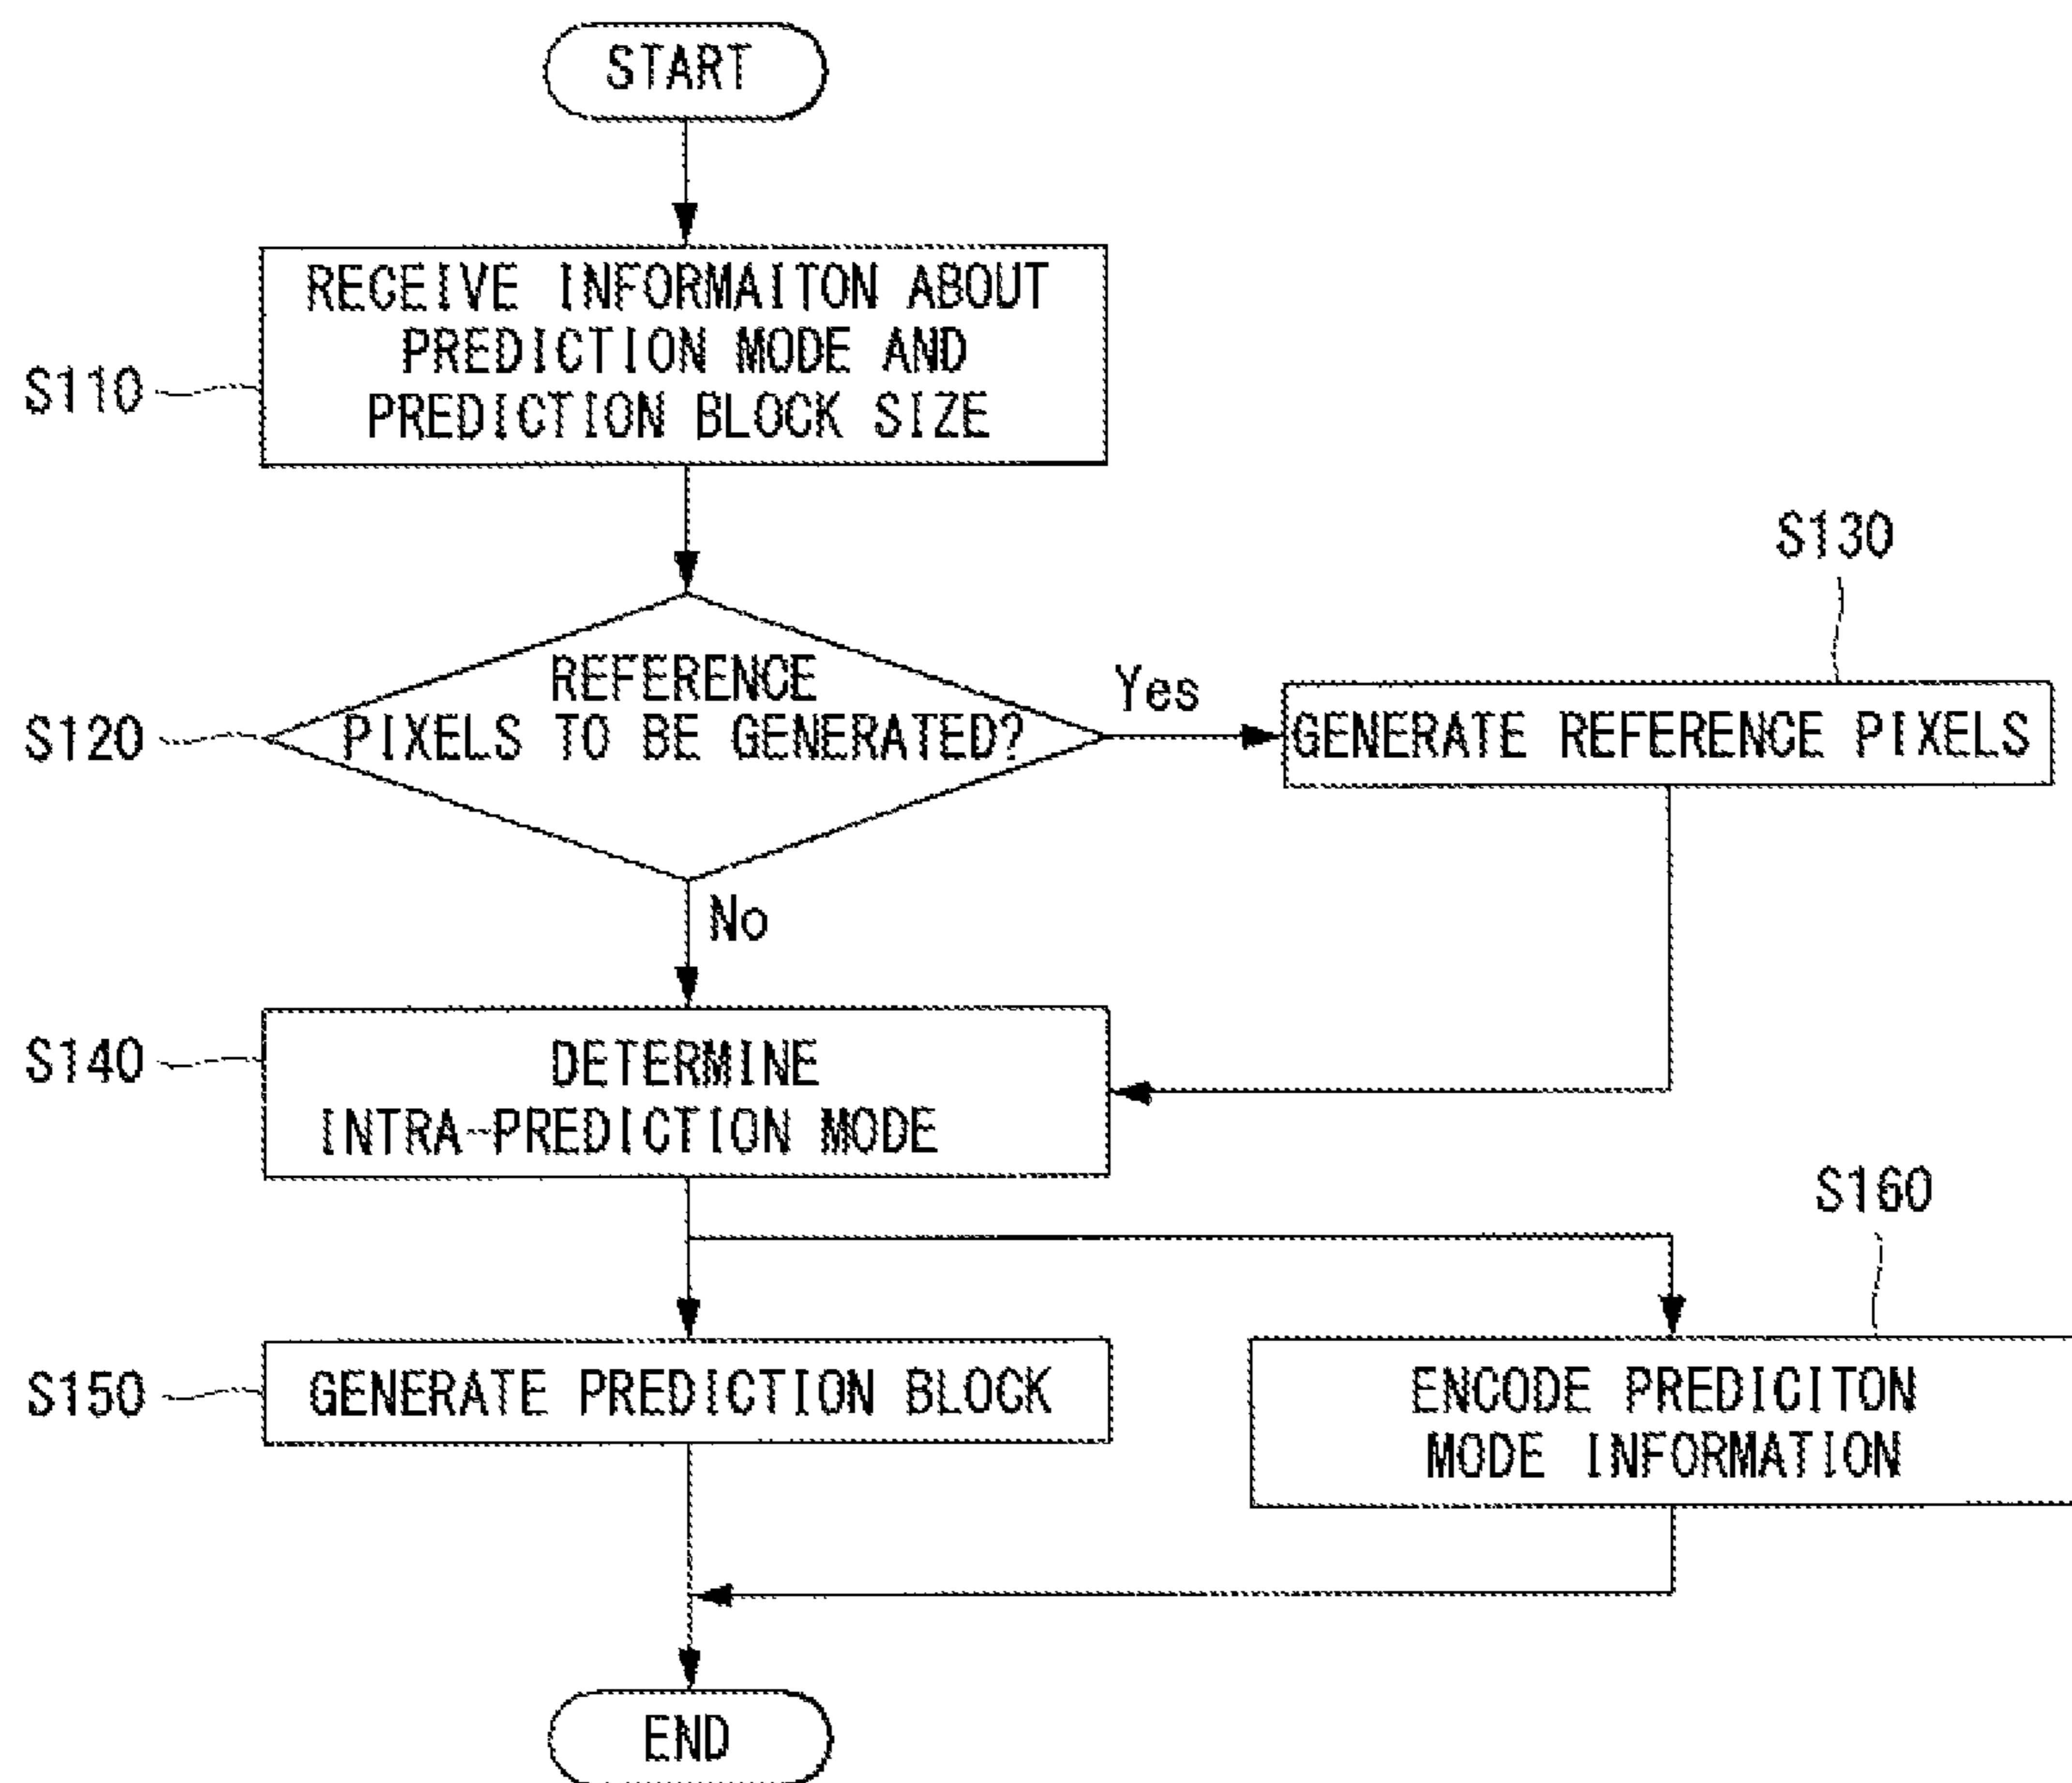 START
RECEIVE INFORMAITON ABOUT
PREDICTION MODE AND
PREDICTION BLOCK SIZE
S110
S130
REFERENCE
PIXELS TO BE GENERATED?
S120
Yes
GENERATE REFERENCE PIXELS
No
S140
DETERMINE
INTRA-PREDICTION MODE
S160
S150
GENERATE PREDICTION BLOCK
ENCODE PREDICITON
MODE INFORMATION
END